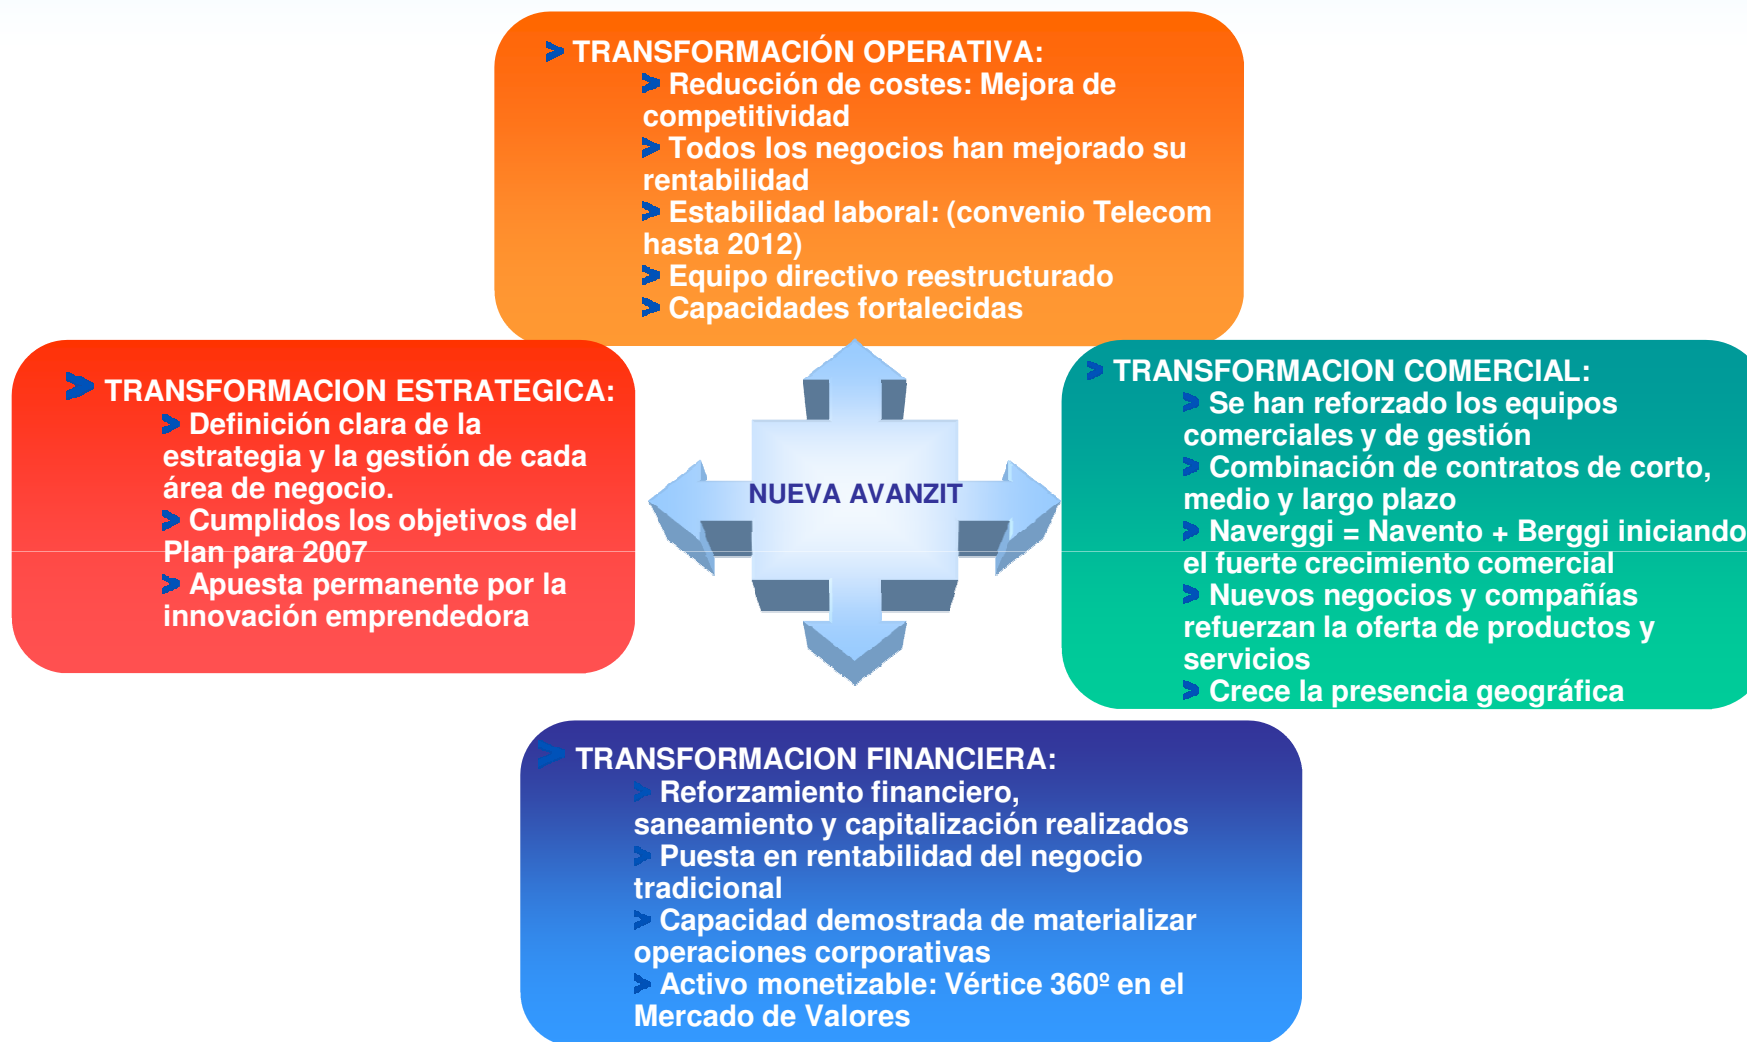 > TRANSFORMACIÓN OPERATIVA:
> Reducción de costes: Mejora de
competitividad
> Todos los negocios han mejorado su
rentabilidad
> Estabilidad laboral: (convenio Telecom
hasta 2012)
> Equipo directivo reestructurado
> Capacidades fortalecidas
> TRANSFORMACION ESTRATEGICA:
> Definición clara de la
estrategia y la gestión de cada
área de negocio.
> Cumplidos los objetivos del
Plan para 2007
> Apuesta permanente por la
innovación emprendedora
NUEVA AVANZIT
> TRANSFORMACION COMERCIAL:
> Se han reforzado los equipos
comerciales y de gestión
> Combinación de contratos de corto,
medio y largo plazo
> Naverggi = Navento + Berggi iniciando
el fuerte crecimiento comercial
> Nuevos negocios y compañías
refuerzan la oferta de productos y
servicios
> Crece la presencia geográfica
> TRANSFORMACION FINANCIERA:
> Reforzamiento financiero,
saneamiento y capitalización realizados
> Puesta en rentabilidad del negocio
tradicional
> Capacidad demostrada de materializar
operaciones corporativas
> Activo monetizable: Vértice 360º en el
Mercado de Valores